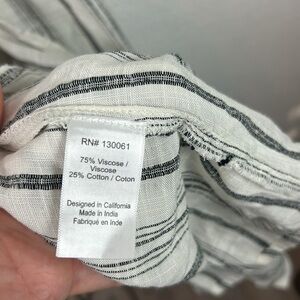 RN# 130061
75% Viscose /
Viscose
25% Cotton / Coton
Designed in California
Made in India
Fabriqué en Inde